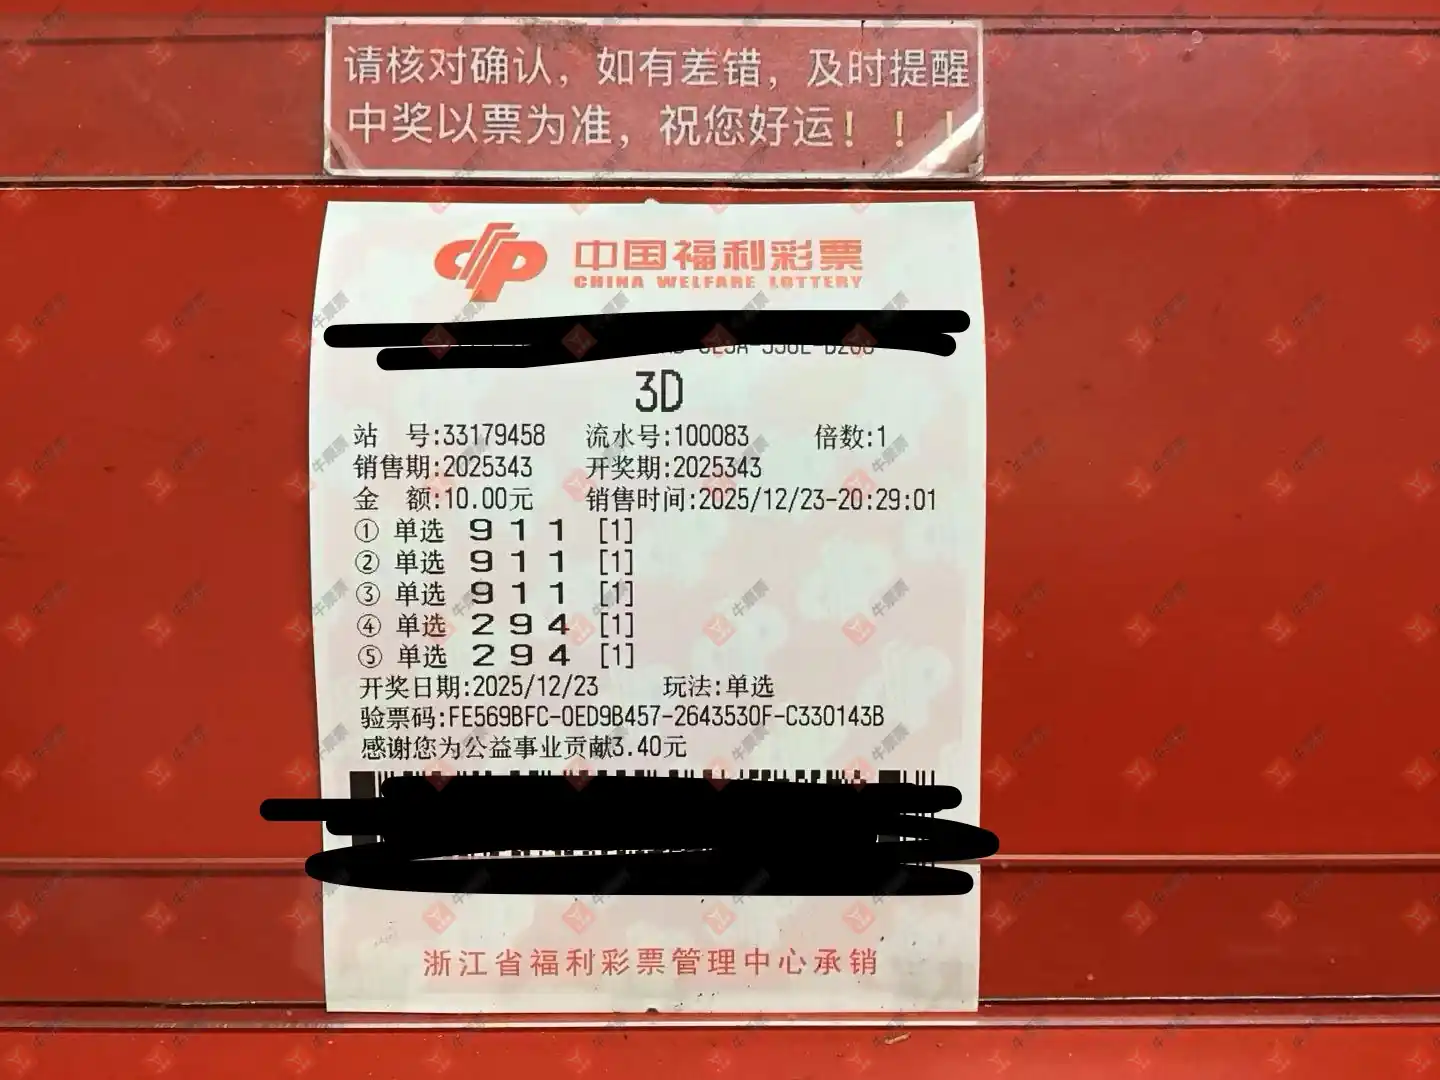 请核对确认，如有差错，及时提醒
中奖以票为准，祝您好运！！！
中国福利彩票
CHINA WELFARE LOTTERY
3D
站 号:33179458 流水号:100083 倍数:1
销售期:2025343 开奖期:2025343
金 额:10.00元 销售时间:2025/12/23-20:29:01
① 单选 9 1 1 [1]
② 单选 9 1 1 [1]
③ 单选 9 1 1 [1]
④ 单选 2 9 4 [1]
⑤ 单选 2 9 4 [1]
开奖日期:2025/12/23 玩法:单选
验票码:FE569BFC-0ED9B457-2643530F-C330143B
感谢您为公益事业贡献3.40元
浙江省福利彩票管理中心承销